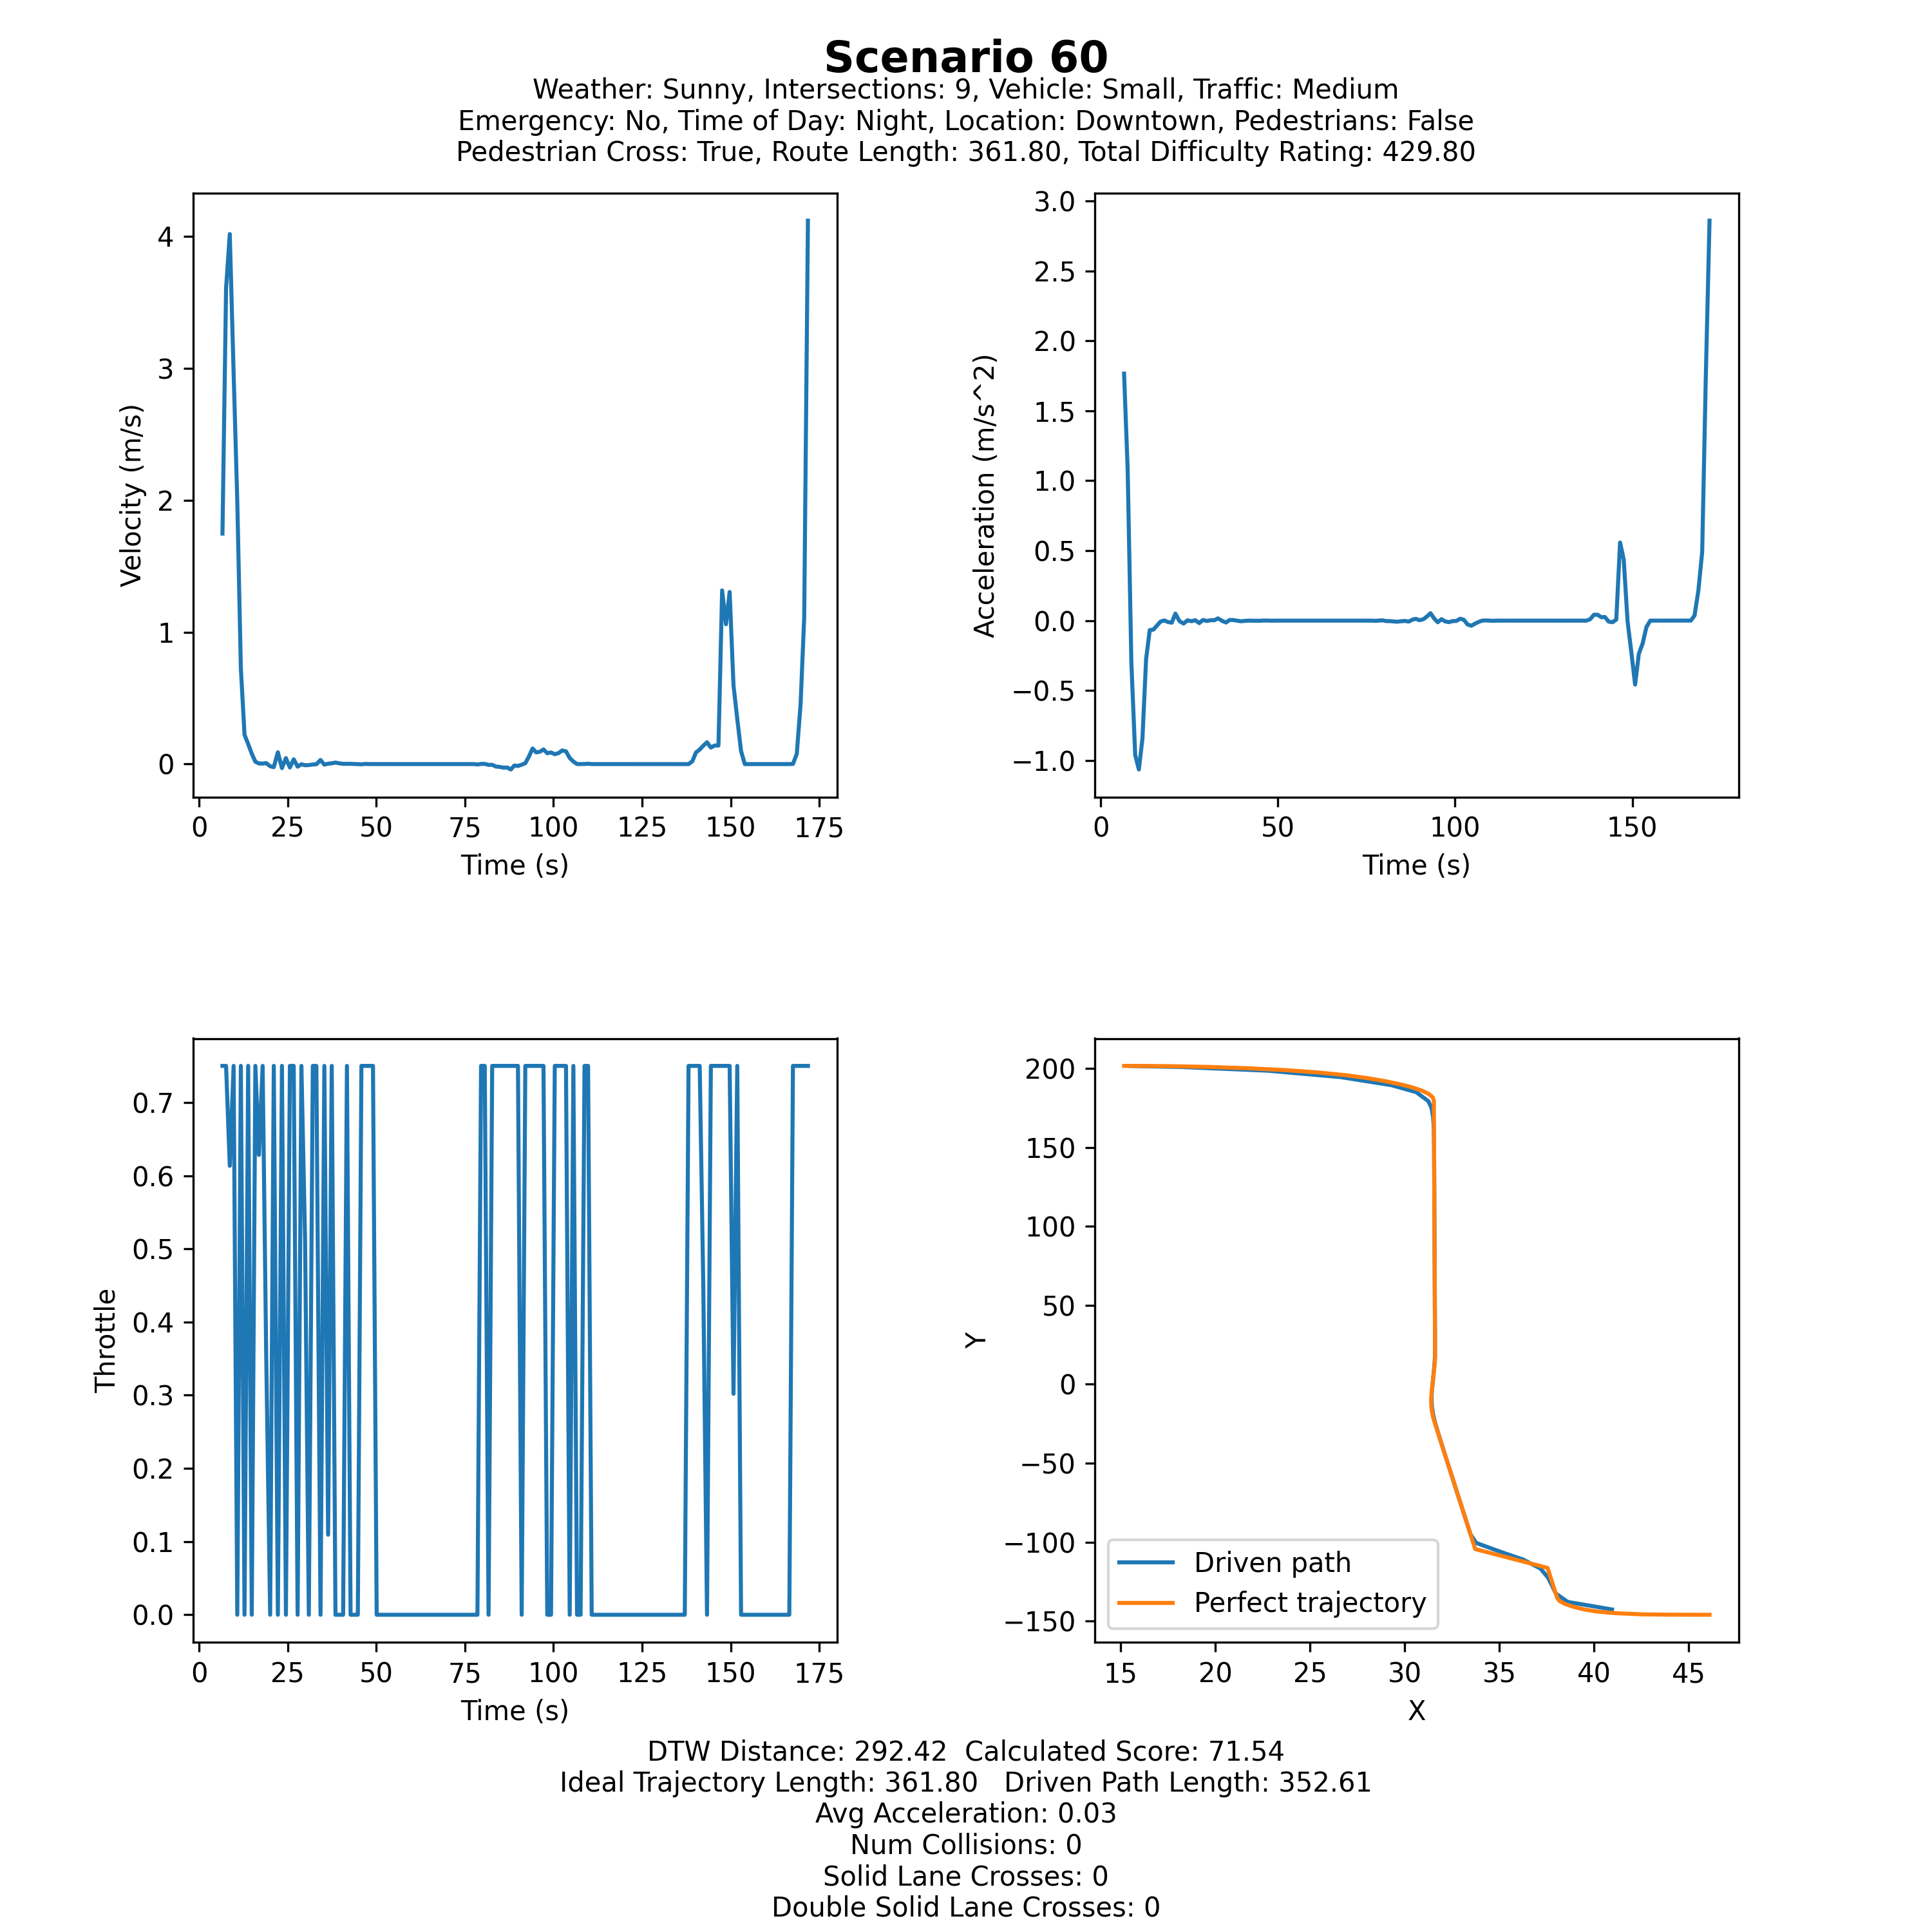 Scenario 60
Weather: Sunny, Intersections: 9, Vehicle: Small, Traffic: Medium
Emergency: No, Time of Day: Night, Location: Downtown, Pedestrians: False
Pedestrian Cross: True, Route Length: 361.80, Total Difficulty Rating: 429.80
4
3
2
1
0
Velocity (m/s)
0 25 50 75 100 125 150 175
Time (s)
3.0
2.5
2.0
1.5
1.0
0.5
0.0
−0.5
−1.0
Acceleration (m/s^2)
0 50 100 150
Time (s)
0.7
0.6
0.5
0.4
0.3
0.2
0.1
0.0
Throttle
0 25 50 75 100 125 150 175
Time (s)
200
150
100
50
0
−50
−100
−150
Y
Driven path
Perfect trajectory
15 20 25 30 35 40 45
X
DTW Distance: 292.42 Calculated Score: 71.54
Ideal Trajectory Length: 361.80 Driven Path Length: 352.61
Avg Acceleration: 0.03
Num Collisions: 0
Solid Lane Crosses: 0
Double Solid Lane Crosses: 0